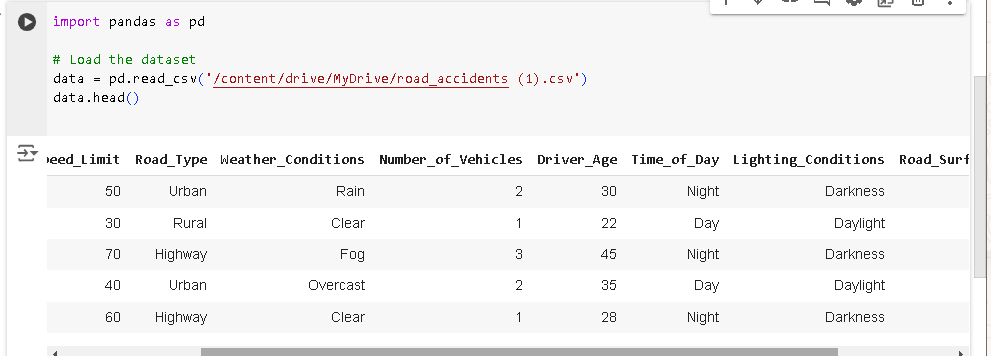 import pandas as pd
# Load the dataset
data = pd.read_csv('/content/drive/MyDrive/road_accidents (1).csv')
data.head()
peed_Limit Road_Type Weather_Conditions Number_of_Vehicles Driver_Age Time_of_Day Lighting_Conditions Road_Surf
50 Urban Rain 2 30 Night Darkness
30 Rural Clear 1 22 Day Daylight
70 Highway Fog 3 45 Night Darkness
40 Urban Overcast 2 35 Day Daylight
60 Highway Clear 1 28 Night Darkness